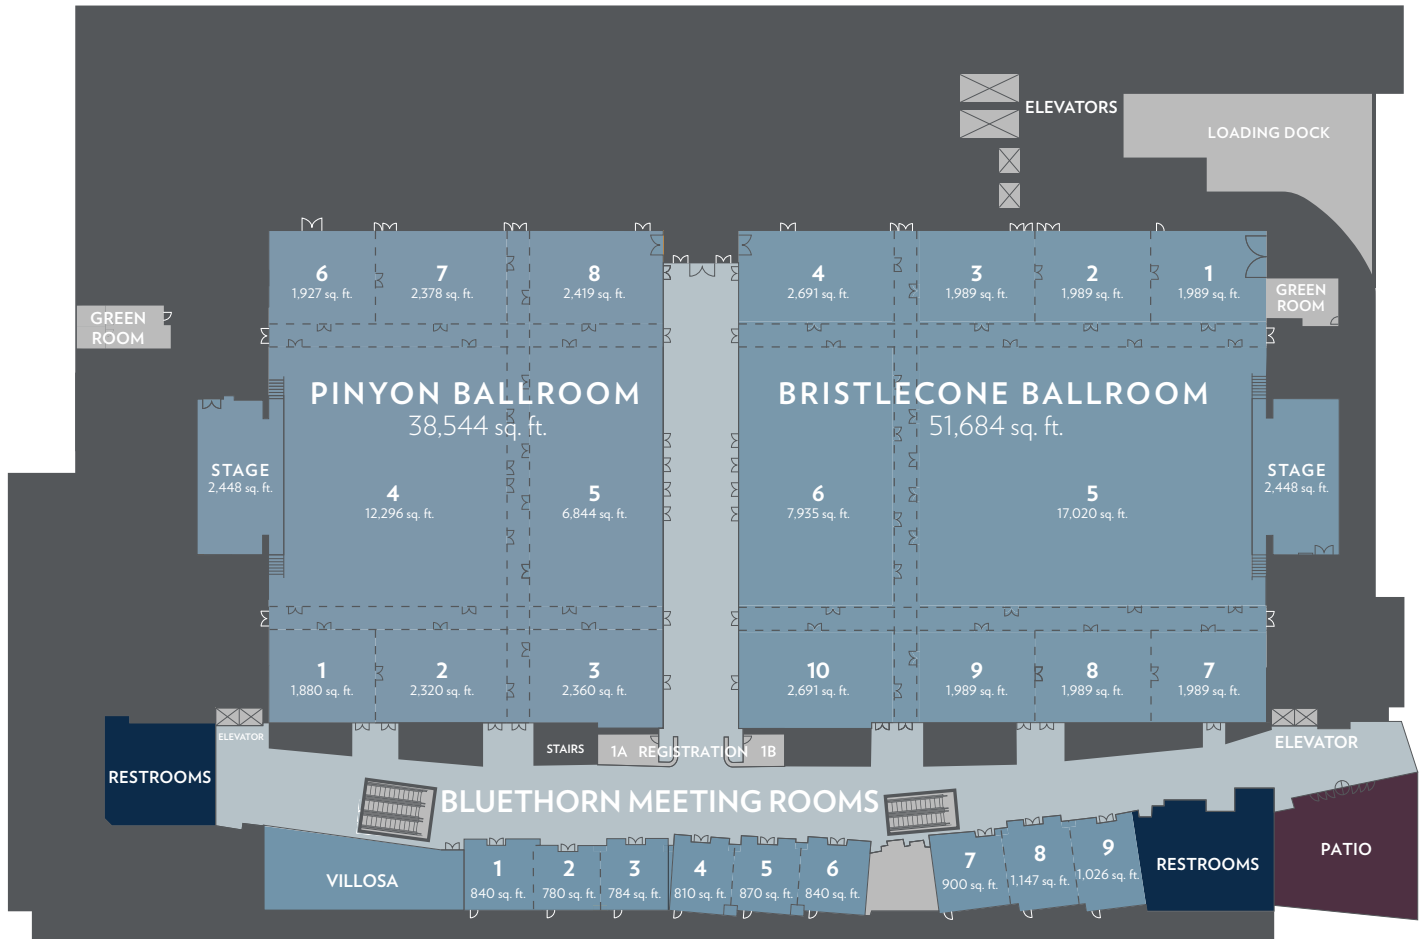 ELEVATORS
LOADING DOCK
6
1,927 sq. ft.
7
2,378 sq. ft.
8
2,419 sq. ft.
4
2,691 sq. ft.
3
1,989 sq. ft.
2
1,989 sq. ft.
1
1,989 sq. ft.
GREEN
ROOM
GREEN
ROOM
PINYON BALLROOM
38,544 sq. ft.
BRISTLECONE BALLROOM
51,684 sq. ft.
STAGE
2,448 sq. ft.
4
12,296 sq. ft.
5
6,844 sq. ft.
6
7,935 sq. ft.
5
17,020 sq. ft.
STAGE
2,448 sq. ft.
1
1,880 sq. ft.
2
2,320 sq. ft.
3
2,360 sq. ft.
10
2,691 sq. ft.
9
1,989 sq. ft.
8
1,989 sq. ft.
7
1,989 sq. ft.
ELEVATOR
STAIRS
1A REGISTRATION 1B
ELEVATOR
RESTROOMS
BLUETHORN MEETING ROOMS
VILLOSA
1
840 sq. ft.
2
780 sq. ft.
3
784 sq. ft.
4
810 sq. ft.
5
870 sq. ft.
6
840 sq. ft.
7
900 sq. ft.
8
1,147 sq. ft.
9
1,026 sq. ft.
RESTROOMS
PATIO